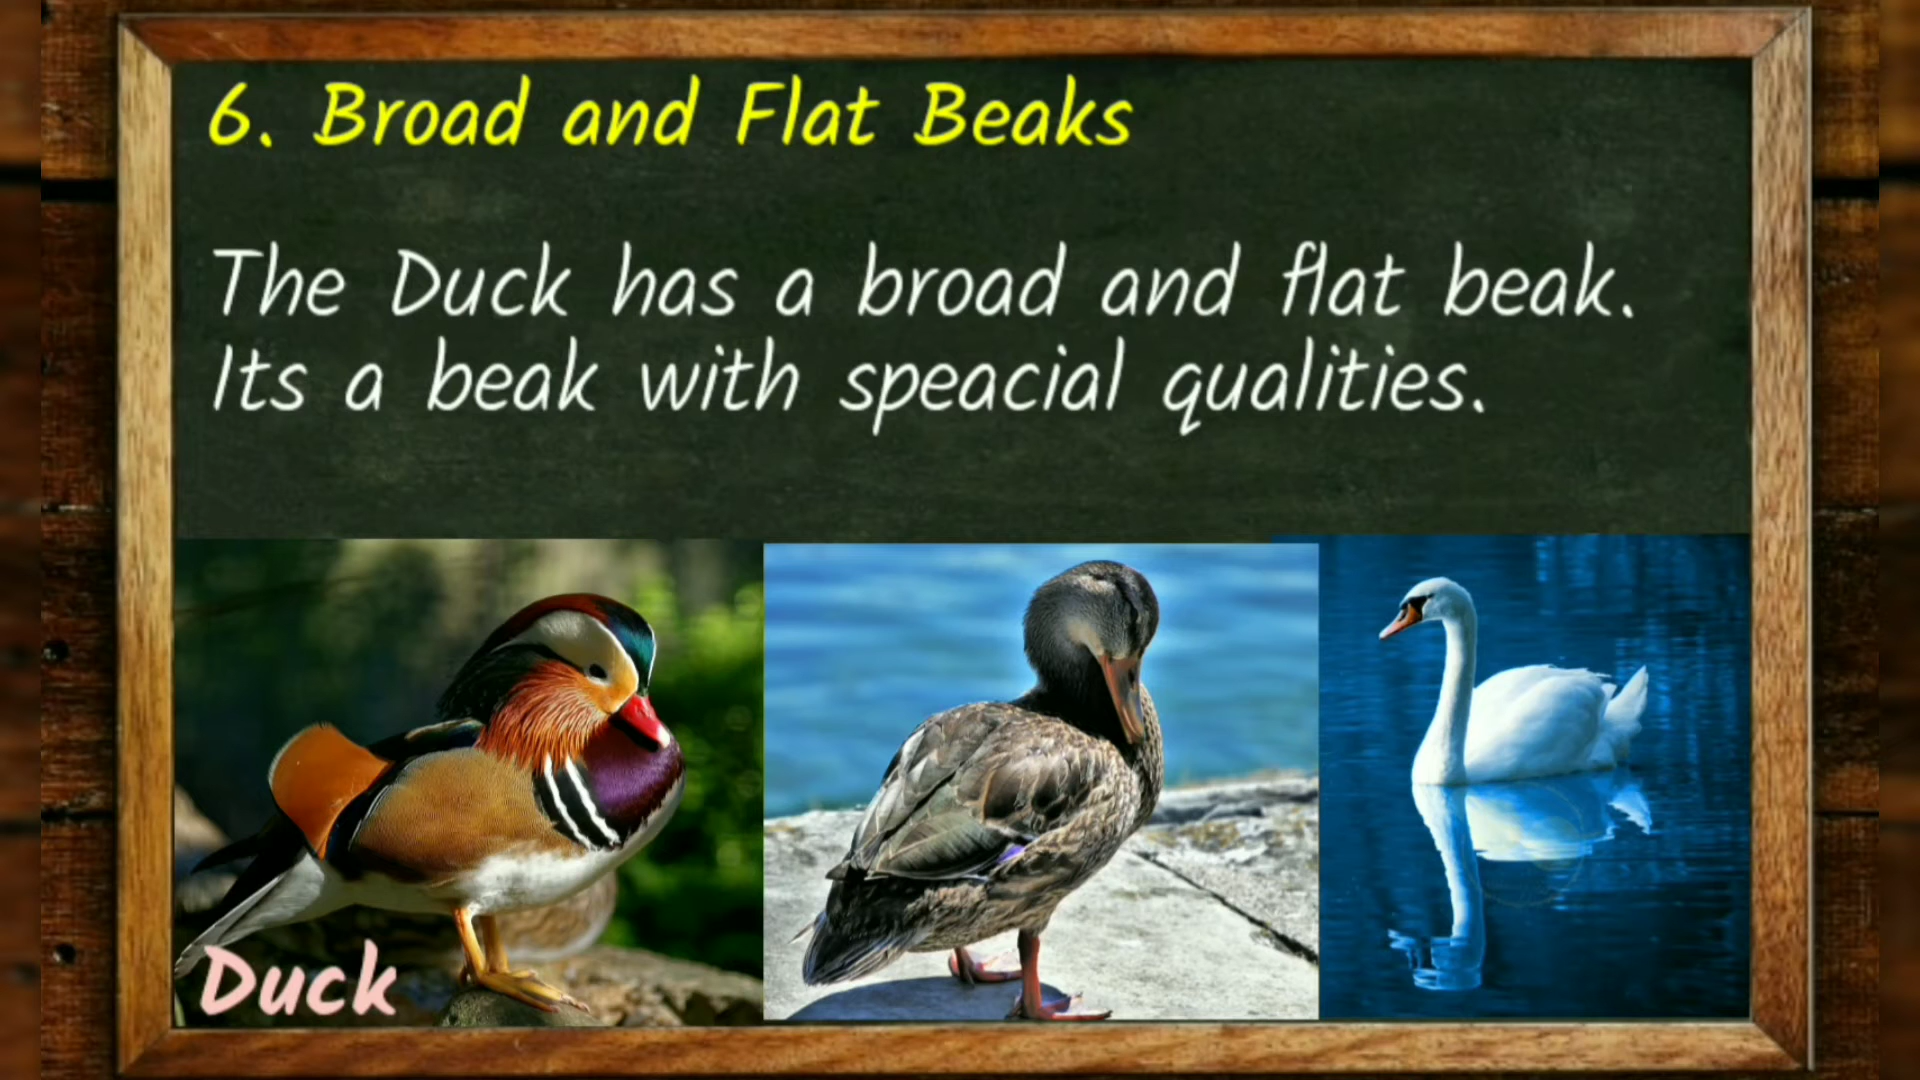 6. Broad and Flat Beaks
The Duck has a broad and flat beak.
Its a beak with speacial qualities.
Duck